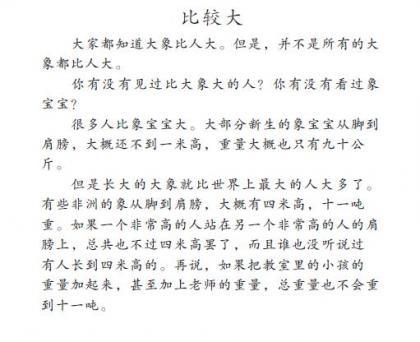 比较大
大家都知道大象比人大。但是，并不是所有的大
象都比人大。
你有没有见过比大象大的人？你有没有看过象
宝宝？
很多人比象宝宝大。大部分新生的象宝宝从脚到
肩膀，大概还不到一米高，重量大概也只有九十公
斤。
但是长大的大象就比世界上最大的人大多了。
有些非洲的象从脚到肩膀，大概有四米高，十一吨
重。如果一个非常高的人站在另一个非常高的人的肩
膀上，总共也不过四米高罢了，而且谁也没听说过
有人长到四米高的。再说，如果把教室里的小孩的
重量加起来，甚至加上老师的重量，总重量也不会重
到十一吨。